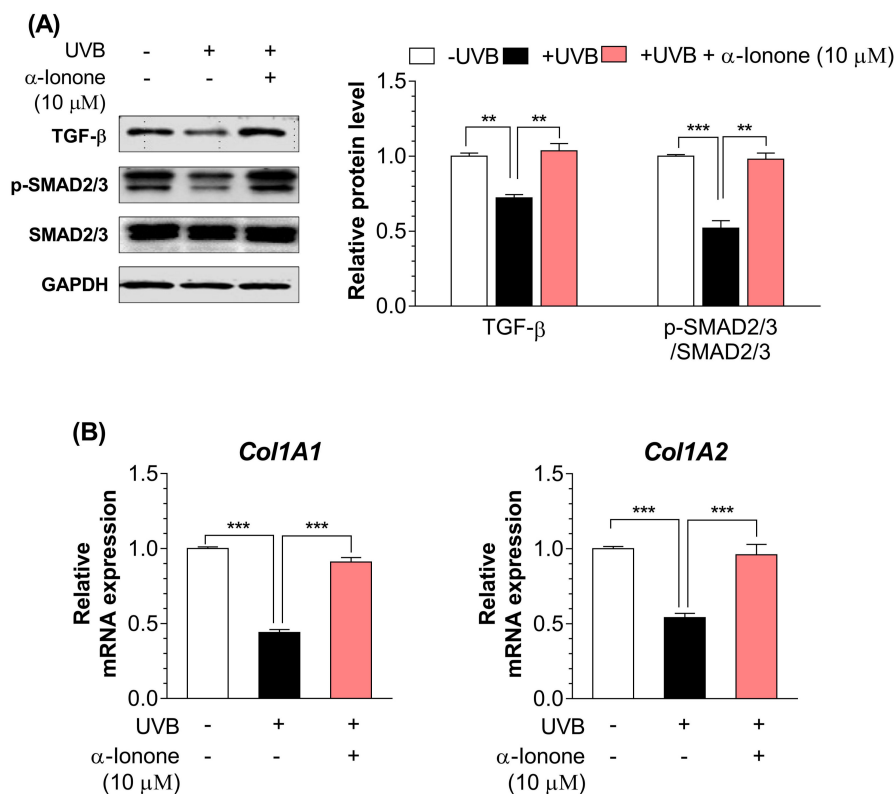 (A)
UVB - + +
α-Ionone - - +
(10 μM)
TGF-β
p-SMAD2/3
SMAD2/3
GAPDH
-UVB +UVB +UVB + α-Ionone (10 μM)
Relative protein level
1.5
1.0
0.5
0.0
** **
*** **
TGF-β
p-SMAD2/3
/SMAD2/3
(B)
Col1A1
Relative
mRNA expression
1.5
1.0
0.5
0.0
*** ***
UVB - + +
α-Ionone - - +
(10 μM)
Col1A2
Relative
mRNA expression
1.5
1.0
0.5
0.0
*** ***
UVB - + +
α-Ionone - - +
(10 μM)